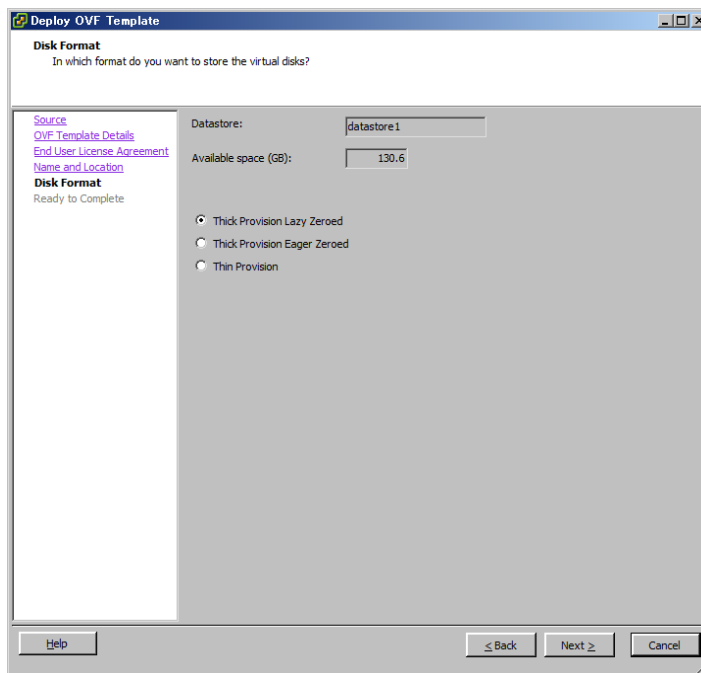 Deploy OVF Template
Disk Format
In which format do you want to store the virtual disks?
Source
OVF Template Details
End User License Agreement
Name and Location
Disk Format
Ready to Complete
Datastore:
datastore1
Available space (GB):
130.6
Thick Provision Lazy Zeroed
Thick Provision Eager Zeroed
Thin Provision
Help
< Back
Next >
Cancel